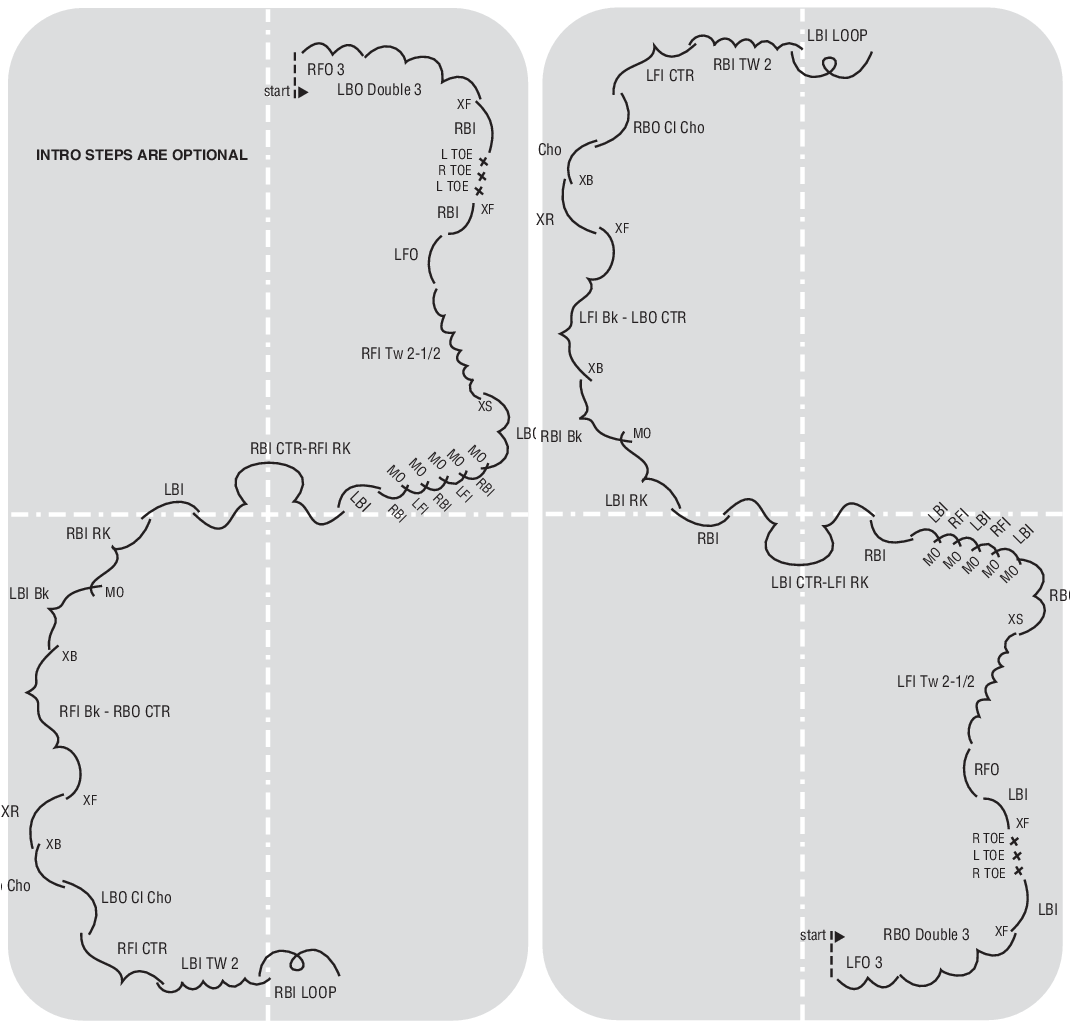 RFO 3
LBO Double 3
start
XF
RBI
INTRO STEPS ARE OPTIONAL
L TOE
R TOE
L TOE
RBI
XF
LFO
RFI Tw 2-1/2
XS
RBI CTR-RFI RK
MO
MO
MO
MO
MO
LBI
LBI
RBI
LFI
RBI
LFI
RBI
RBI RK
LBI Bk
MO
XB
RFI Bk - RBO CTR
XF
XR
XB
Cho
LBO Cl Cho
RFI CTR
LBI TW 2
RBI LOOP
LBI LOOP
LFI CTR
RBI TW 2
RBO Cl Cho
Cho
XB
XR
XF
LFI Bk - LBO CTR
XB
RBI Bk
MO
LBI RK
RBI
RBI
LBI
RFI
LBI
RFI
LBI
MO
MO
MO
MO
MO
LBI CTR-LFI RK
XS
LFI Tw 2-1/2
RFO
LBI
XF
R TOE
L TOE
R TOE
LBI
start
RBO Double 3
XF
LFO 3